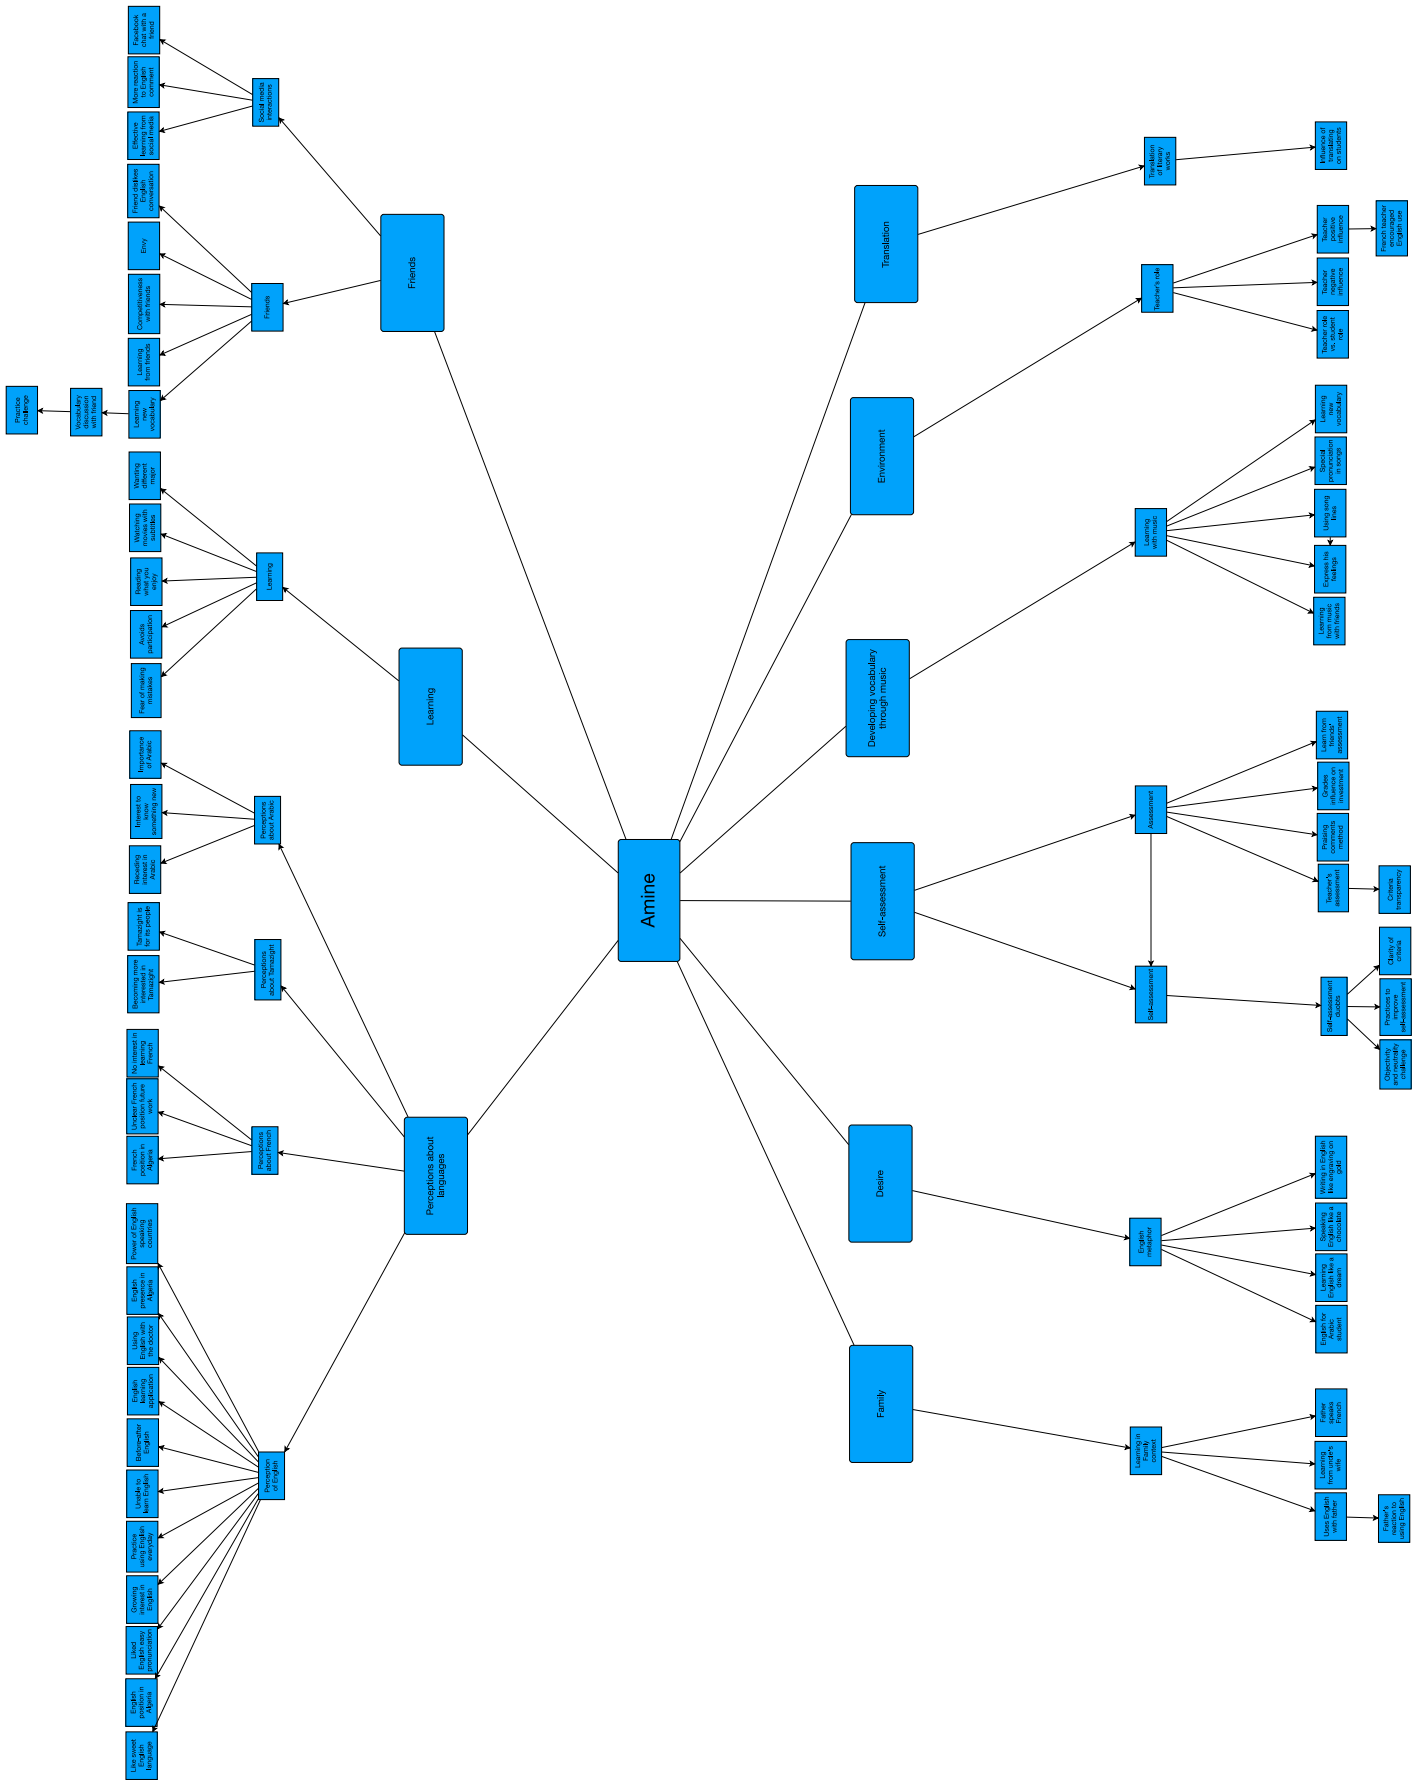 Facebook
chat with a
friend
More reaction
to English
comment
Effective
learning from
social media
Social media
interactions
Friend dislikes
English
conversation
Envy
Competitiveness
with friends
Learning
from friends
Learning
new
vocabulary
Vocabulary
discussion
with friend
Practice
challenge
Friends
Friends
Wanting
different
major
Watching
movies with
subtitles
Reading
what you
enjoy
Avoids
participation
Fear of making
mistakes
Learning
Learning
Importance
of Arabic
Interest to
know
something new
Receding
interest in
Arabic
Perceptions
about Arabic
Tamazight is
for its people
Becoming more
interested in
Tamazight
Perceptions
about Tamazight
No interest in
learning
French
Unclear French
position future
work
French
position in
Algeria
Perceptions
about French
Perceptions about
languages
Power of English
speaking
countries
English
presence in
Algeria
Using
English with
the doctor
English
learning
application
Before-after
English
Unable to
learn English
Practice
using English
everyday
Growing
interest in
English
Liked
English easy
pronunciation
English
position in
Algeria
Like sweet
English
language
Perception
of English
Amine
Translation
Translation
of literary
works
Influence of
translating
on students
Environment
Teacher's role
Teacher
positive
influence
French teacher
encouraged
English use
Teacher
negative
influence
Teacher role
vs. student
role
Developing vocabulary
through music
Learning
with music
Learning
new
vocabulary
Special
pronunciation
in songs
Using song
lines
Express his
feelings
Learning
from music
with friends
Self-assessment
Assessment
Learn from
friends'
assessment
Grades
influence on
investment
Praising
comments
method
Teacher's
assessment
Criteria
transparency
Self-assessment
Self-assessment
duobts
Clarity of
criteria
Practices to
improve
self-assessment
Objectivity
and neutrality
challenge
Desire
English
metaphor
Writing in English
like engraving on
gold
Speaking
English like a
chocolate
Learning
English like a
dream
English for
Arabic
student
Family
Learning in
Family
context
Father
speaks
French
Learning
from uncle's
wife
Uses English
with father
Father's
reaction to
using English